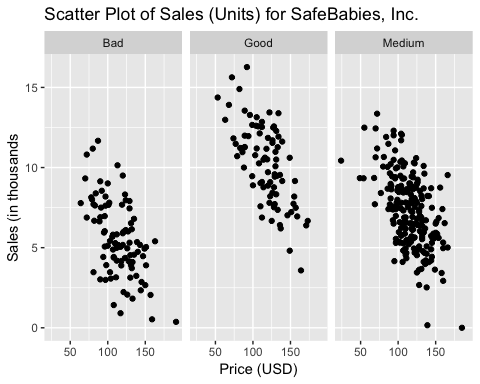 Scatter Plot of Sales (Units) for SafeBabies, Inc.
Bad Good Medium
Sales (in thousands
15
10
5
0
50 100 150 50 100 150 50 100 150
Price (USD)